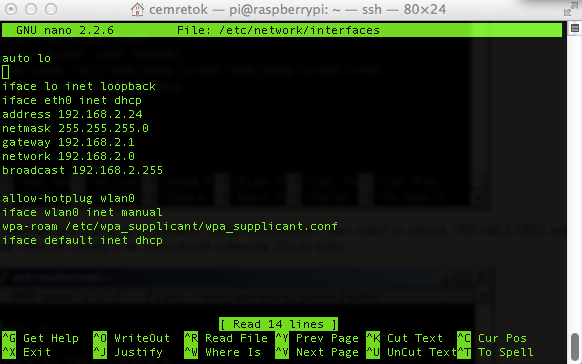 cemretok — pi@raspberrypi: ~ — ssh — 80×24
GNU nano 2.2.6 File: /etc/network/interfaces
auto lo
iface lo inet loopback
iface eth0 inet dhcp
address 192.168.2.24
netmask 255.255.255.0
gateway 192.168.2.1
network 192.168.2.0
broadcast 192.168.2.255
allow-hotplug wlan0
iface wlan0 inet manual
wpa-roam /etc/wpa_supplicant/wpa_supplicant.conf
iface default inet dhcp
[ Read 14 lines ]
^G Get Help ^O WriteOut ^R Read File ^Y Prev Page ^K Cut Text ^C Cur Pos
^X Exit ^J Justify ^W Where Is ^V Next Page ^U UnCut Text ^T To Spell